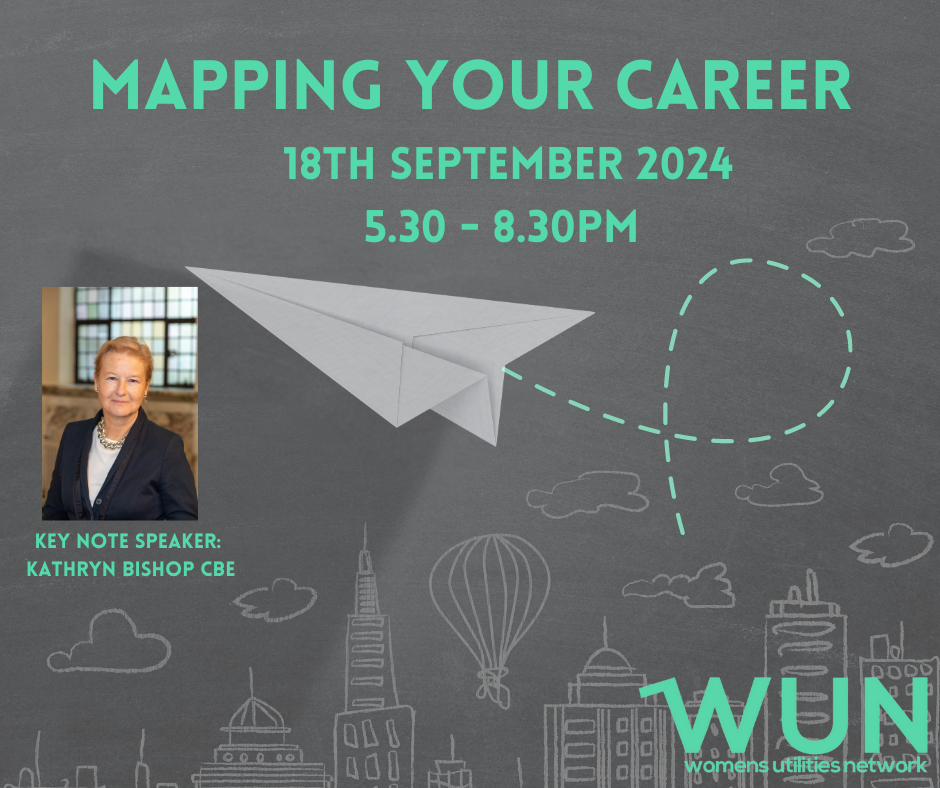 MAPPING YOUR CAREER
18TH SEPTEMBER 2024
5.30 - 8.30PM
KEY NOTE SPEAKER:
KATHRYN BISHOP CBE
WUN
womens utilities network